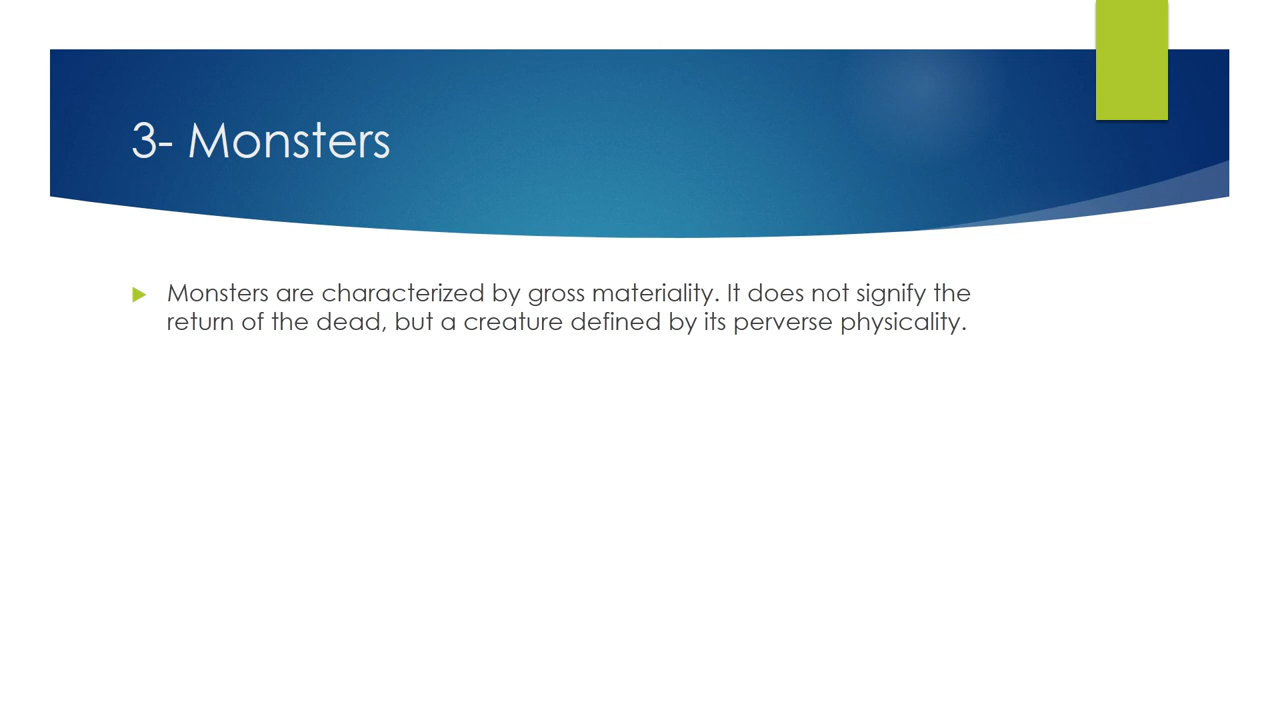 3- Monsters
Monsters are characterized by gross materiality. It does not signify the
return of the dead, but a creature defined by its perverse physicality.